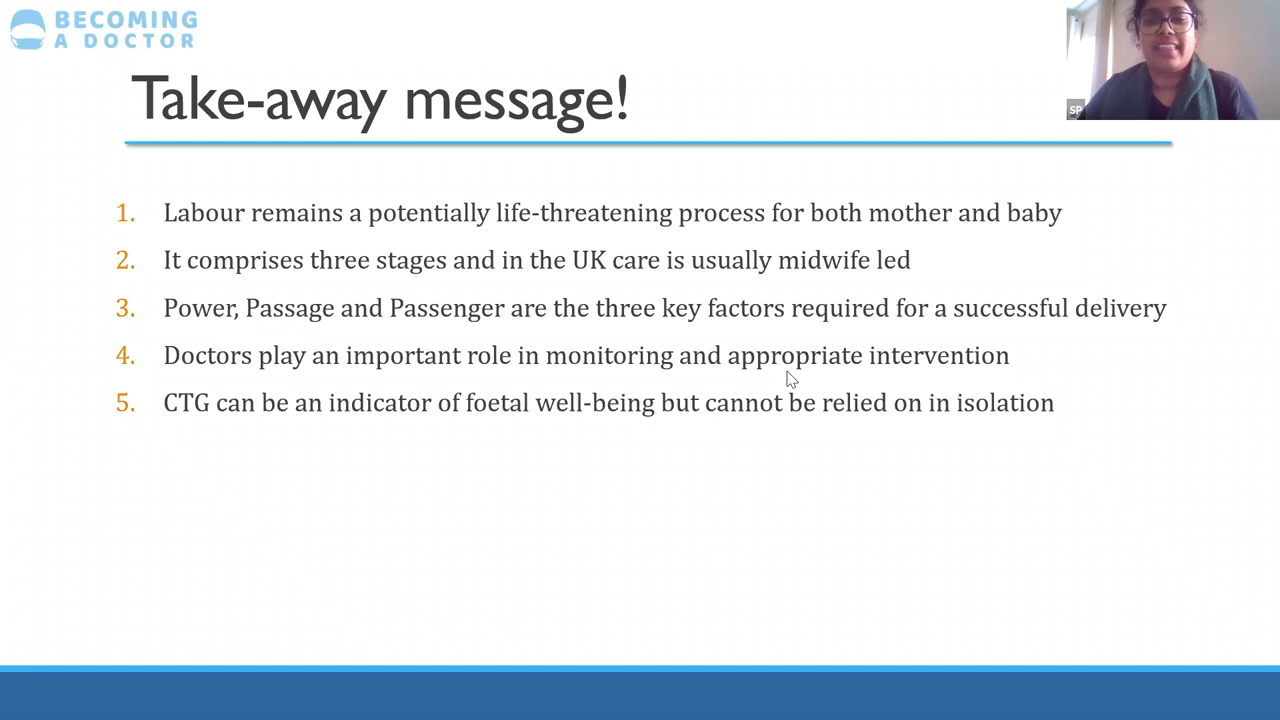 BECOMING
A DOCTOR
Take-away message!
SP
1. Labour remains a potentially life-threatening process for both mother and baby
2. It comprises three stages and in the UK care is usually midwife led
3. Power, Passage and Passenger are the three key factors required for a successful delivery
4. Doctors play an important role in monitoring and appropriate intervention
5. CTG can be an indicator of foetal well-being but cannot be relied on in isolation